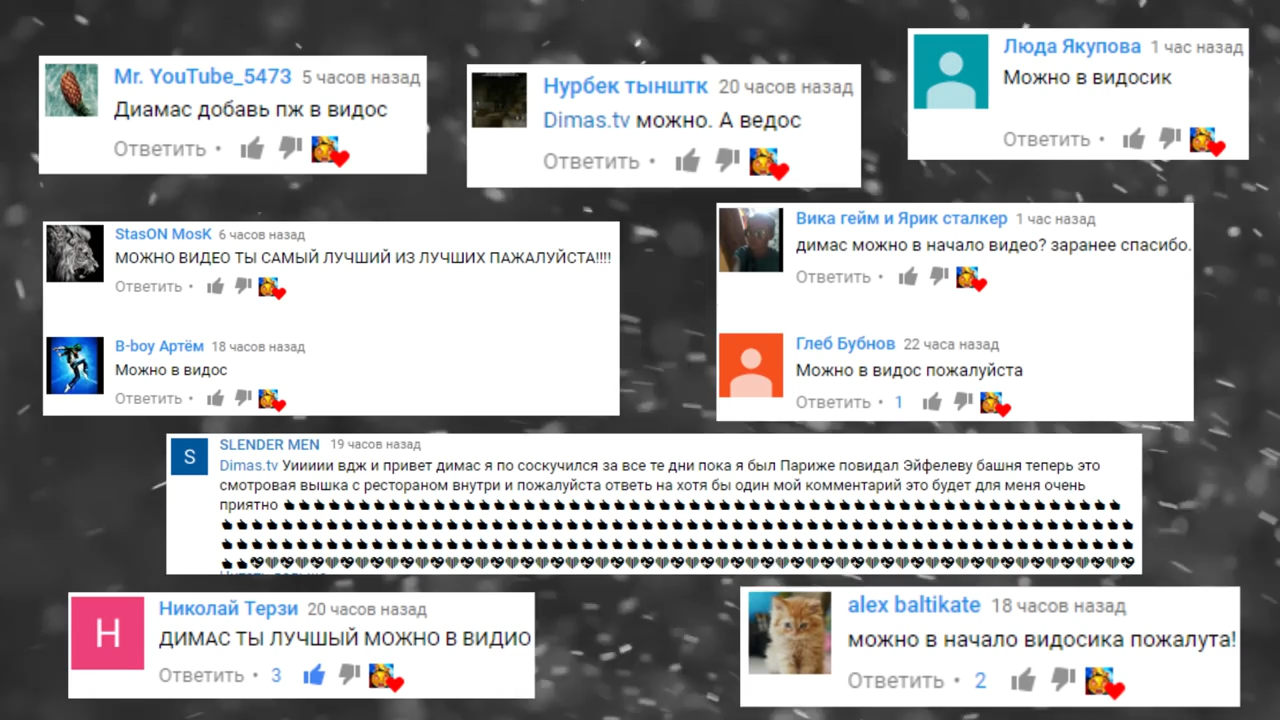 Mr. YouTube_5473 5 часов назад
Диамас добавь пж в видос
Ответить •
Нурбек тынштк 20 часов назад
Dimas.tv можно. А ведос
Ответить •
Люда Якупова 1 час назад
Можно в видосик
Ответить •
StasON MosK 6 часов назад
МОЖНО ВИДЕО ТЫ САМЫЙ ЛУЧШИЙ ИЗ ЛУЧШИХ ПАЖАЛУЙСТА!!!!
Ответить •
B-boy Артём 18 часов назад
Можно в видос
Ответить •
Вика гейм и Ярик сталкер 1 час назад
димас можно в начало видео? заранее спасибо.
Ответить •
Глеб Бубнов 22 часа назад
Можно в видос пожалуйста
Ответить • 1
S
SLENDER MEN 19 часов назад
Dimas.tv Уиииии вдж и привет димас я по соскучился за все те дни пока я был Париже повидал Эйфелеву башня теперь это
смотровая вышка с рестораном внутри и пожалуйста ответь на хотя бы один мой комментарий это будет для меня очень
приятно
Н
Николай Терзи 20 часов назад
ДИМАС ТЫ ЛУЧШЫЙ МОЖНО В ВИДИО
Ответить • 3
alex baltikate 18 часов назад
можно в начало видосика пожалута!
Ответить • 2